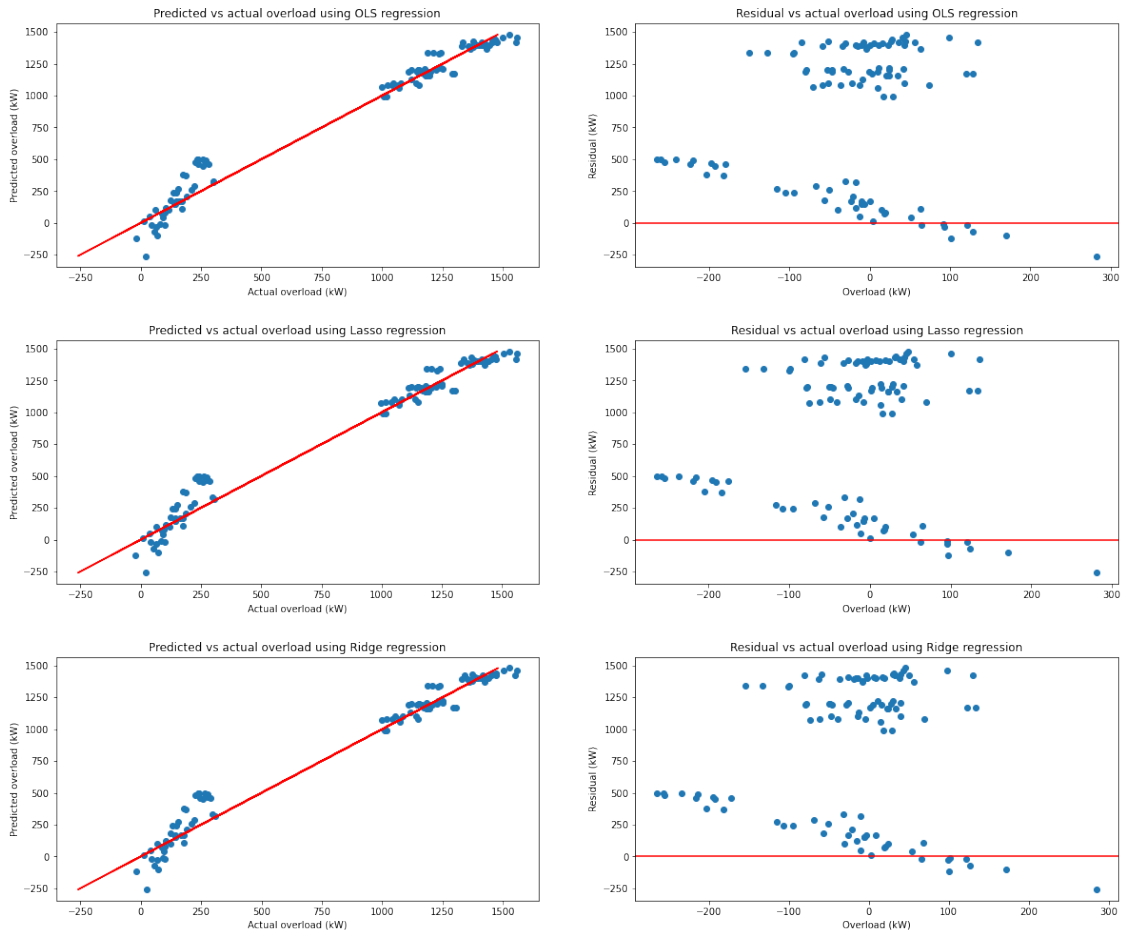 Predicted vs actual overload using OLS regression
Predicted overload (kW)
1500
1250
1000
750
500
250
0
−250
−250 0 250 500 750 1000 1250 1500
Actual overload (kW)
Residual vs actual overload using OLS regression
Residual (kW)
1500
1250
1000
750
500
250
0
−250
−200 −100 0 100 200 300
Overload (kW)
Predicted vs actual overload using Lasso regression
Predicted overload (kW)
1500
1250
1000
750
500
250
0
−250
−250 0 250 500 750 1000 1250 1500
Actual overload (kW)
Residual vs actual overload using Lasso regression
Residual (kW)
1500
1250
1000
750
500
250
0
−250
−200 −100 0 100 200 300
Overload (kW)
Predicted vs actual overload using Ridge regression
Predicted overload (kW)
1500
1250
1000
750
500
250
0
−250
−250 0 250 500 750 1000 1250 1500
Actual overload (kW)
Residual vs actual overload using Ridge regression
Residual (kW)
1500
1250
1000
750
500
250
0
−250
−200 −100 0 100 200 300
Overload (kW)